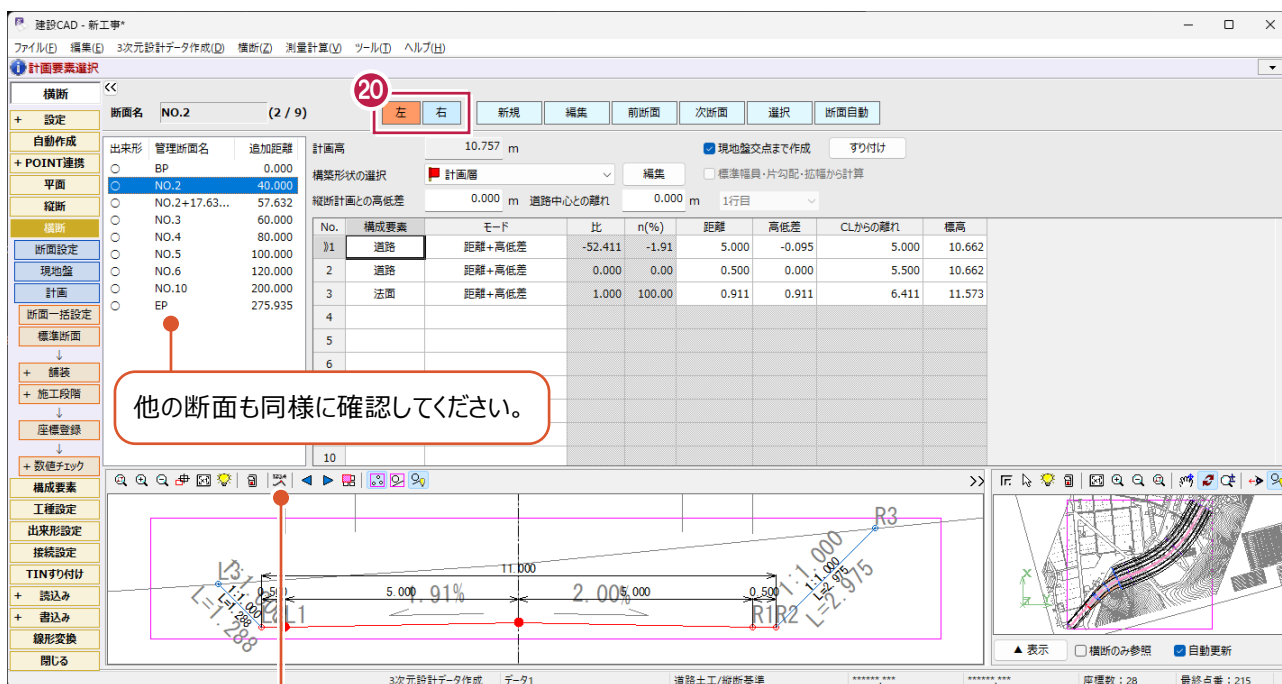 建設CAD - 新工事*
ファイル(F) 編集(E) 3次元設計データ作成(D) 横断(Z) 測量計算(V) ツール(T) ヘルプ(H)
計画要素選択
横断
+ 設定
自動作成
+ POINT連携
平面
縦断
横断
断面設定
現地盤
計画
断面一括設定
標準断面
↓
+ 舗装
+ 施工段階
↓
座標登録
↓
+ 数値チェック
構成要素
工種設定
出来形設定
接続設定
TINすり付け
+ 読込み
+ 書込み
線形変換
閉じる
<<
断面名 NO.2 (2 / 9)
20
左 右 新規 編集 前断面 次断面 選択 断面自動
出来形 管理断面名 追加距離
○ BP 0.000
○ NO.2 40.000
○ NO.2+17.63... 57.632
○ NO.3 60.000
○ NO.4 80.000
○ NO.5 100.000
○ NO.6 120.000
○ NO.10 200.000
○ EP 275.935
計画高 10.757 m 現地盤交点まで作成 すり付け
構築形状の選択 計画層 編集 標準幅員・片勾配・拡幅から計算
縦断計画との高低差 0.000 m 道路中心との離れ 0.000 m 1行目
No. 構成要素 モード 比 n(%) 距離 高低差 CLからの離れ 標高
》1 道路 距離+高低差 -52.411 -1.91 5.000 -0.095 5.000 10.662
2 道路 距離+高低差 0.000 0.00 0.500 0.000 5.500 10.662
3 法面 距離+高低差 1.000 100.00 0.911 0.911 6.411 11.573
4
5
6
10
他の断面も同様に確認してください。
>>
R3
11.000
L3
1:1.000
L=1.288
1:1.000
L=1.288
0.500
5.000
1.91%
2.00%
5.000
0.500
L1
R1R2
1:1.000
L=2.975
1:1.000
L=2.975
X
Y
▲ 表示 横断のみ参照 自動更新
3次元設計データ作成 データ1 道路土工/縦断基準 ******.*** ******.*** 座標数:28 最終点番:215